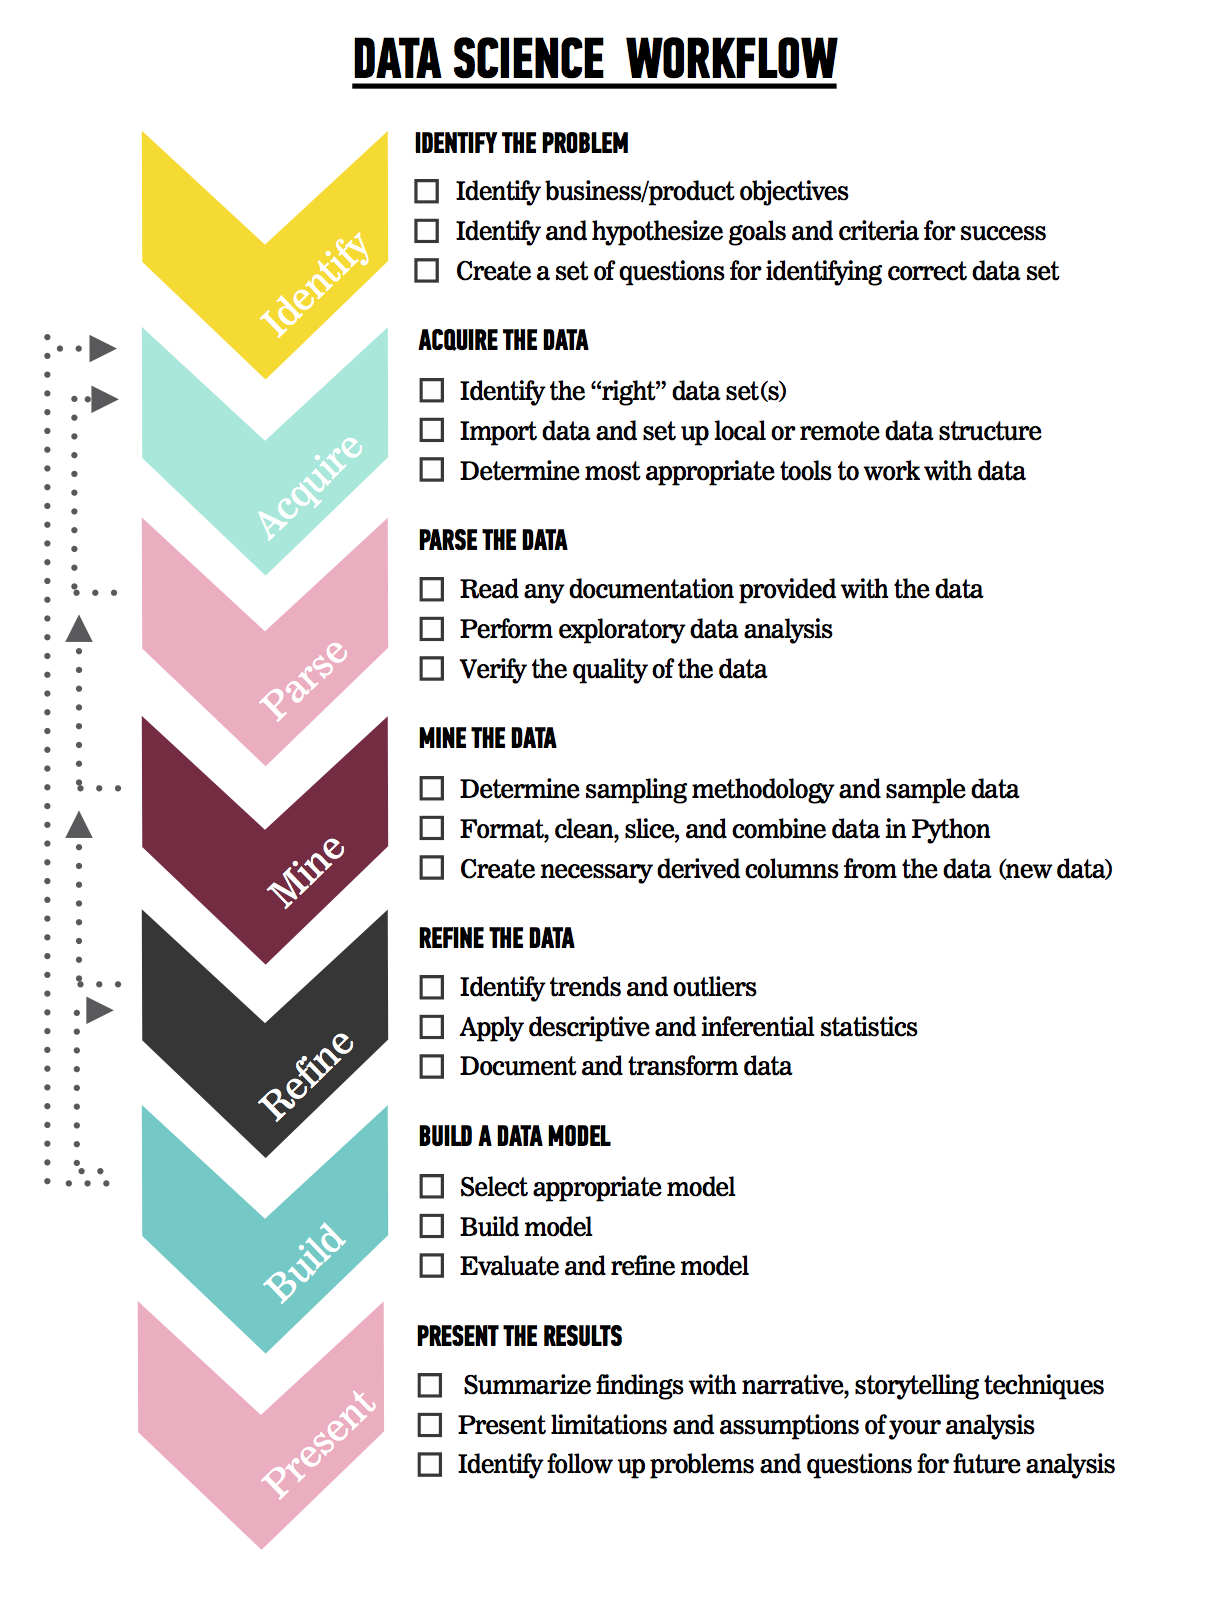 DATA SCIENCE WORKFLOW
Identify
IDENTIFY THE PROBLEM
Identify business/product objectives
Identify and hypothesize goals and criteria for success
Create a set of questions for identifying correct data set
Acquire
ACQUIRE THE DATA
Identify the “right” data set(s)
Import data and set up local or remote data structure
Determine most appropriate tools to work with data
Parse
PARSE THE DATA
Read any documentation provided with the data
Perform exploratory data analysis
Verify the quality of the data
Mine
MINE THE DATA
Determine sampling methodology and sample data
Format, clean, slice, and combine data in Python
Create necessary derived columns from the data (new data)
Refine
REFINE THE DATA
Identify trends and outliers
Apply descriptive and inferential statistics
Document and transform data
Build
BUILD A DATA MODEL
Select appropriate model
Build model
Evaluate and refine model
Present
PRESENT THE RESULTS
Summarize findings with narrative, storytelling techniques
Present limitations and assumptions of your analysis
Identify follow up problems and questions for future analysis